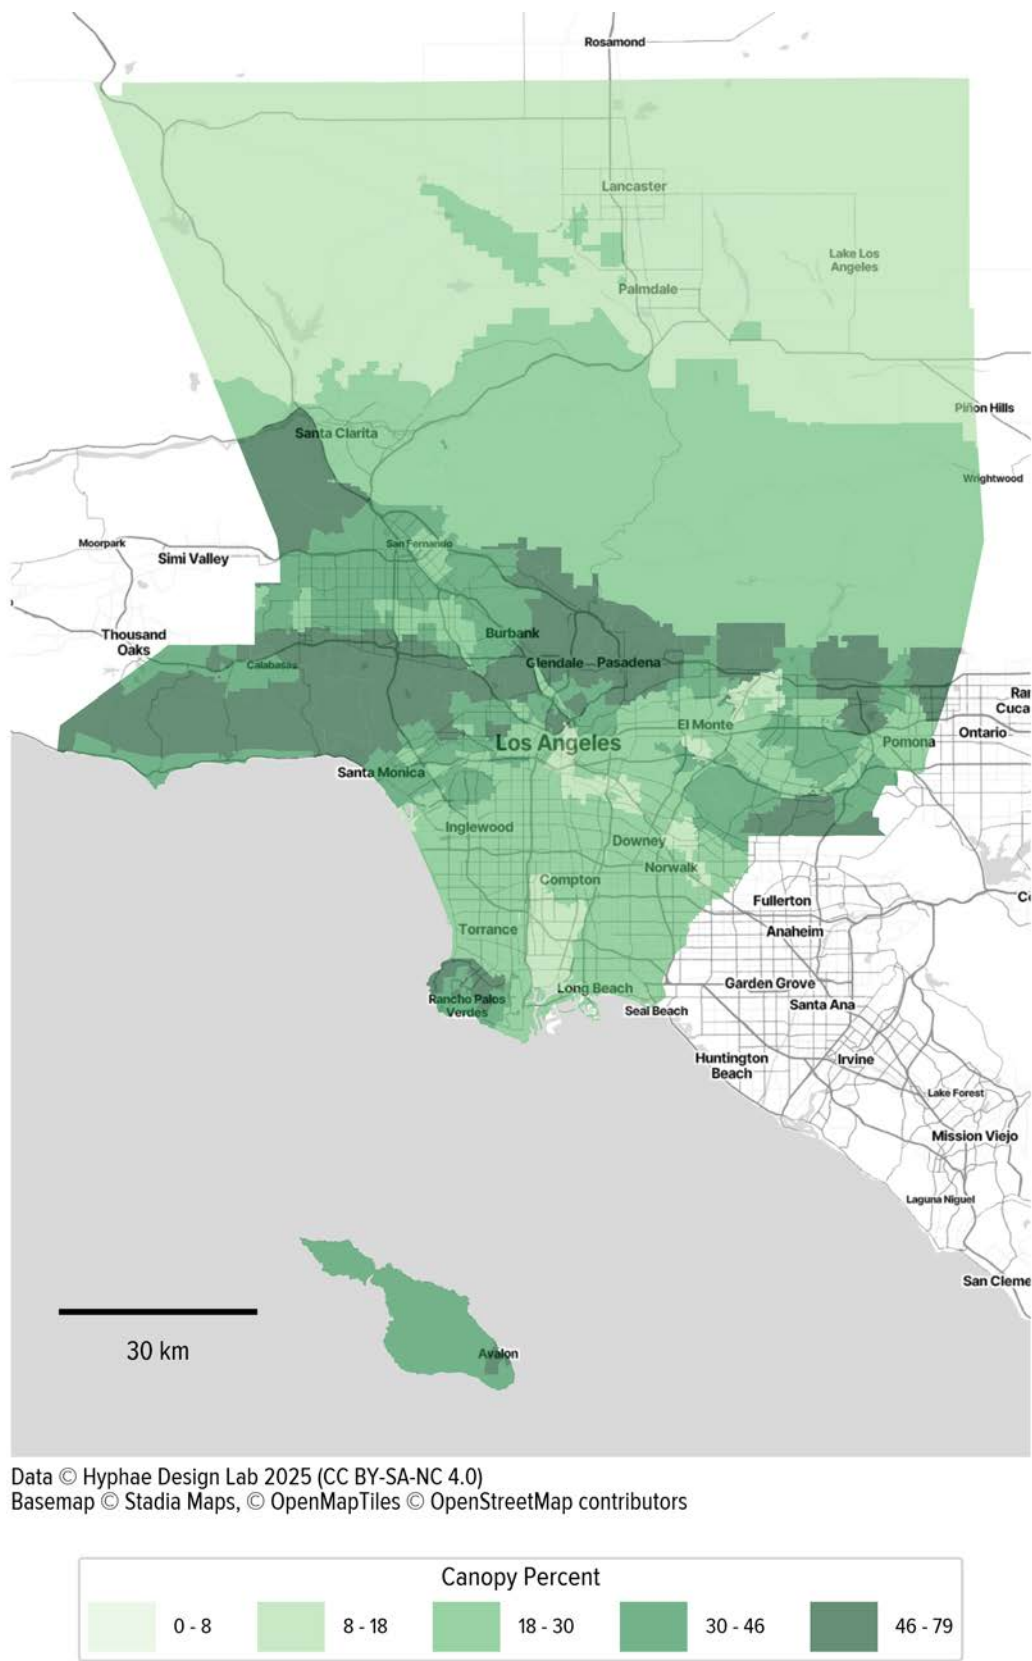 Rosamond
Lancaster
Lake Los
Angeles
Palmdale
Piñon Hills
Santa Clarita
Wrightwood
Moorpark
San Fernando
Simi Valley
Thousand
Oaks
Burbank
Calabasas
Glendale
Pasadena
Ra
Cuca
El Monte
Ontario
Pomona
Los Angeles
Santa Monica
Inglewood
Downey
Norwalk
Compton
Fullerton
Anaheim
Torrance
Garden Grove
Long Beach
Rancho Palos
Verdes
Santa Ana
Seal Beach
Huntington
Beach
Irvine
Lake Forest
Mission Viejo
Laguna Niguel
San Cleme
30 km
Avalon
Data © Hyphae Design Lab 2025 (CC BY-SA-NC 4.0)
Basemap © Stadia Maps, © OpenMapTiles © OpenStreetMap contributors
Canopy Percent
0 - 8 8 - 18 18 - 30 30 - 46 46 - 79